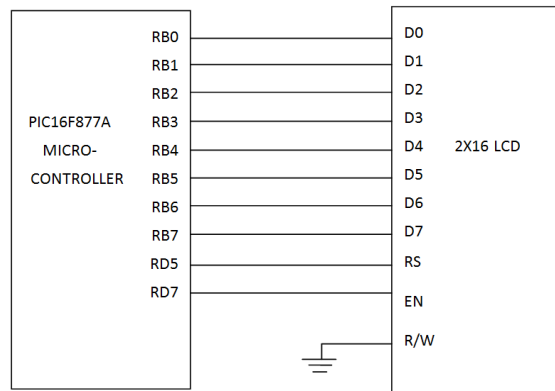 RB0
RB1
RB2
PIC16F877A
RB3
MICRO-
RB4
CONTROLLER
RB5
RB6
RB7
RD5
RD7
D0
D1
D2
D3
D4
2X16 LCD
D5
D6
D7
RS
EN
R/W